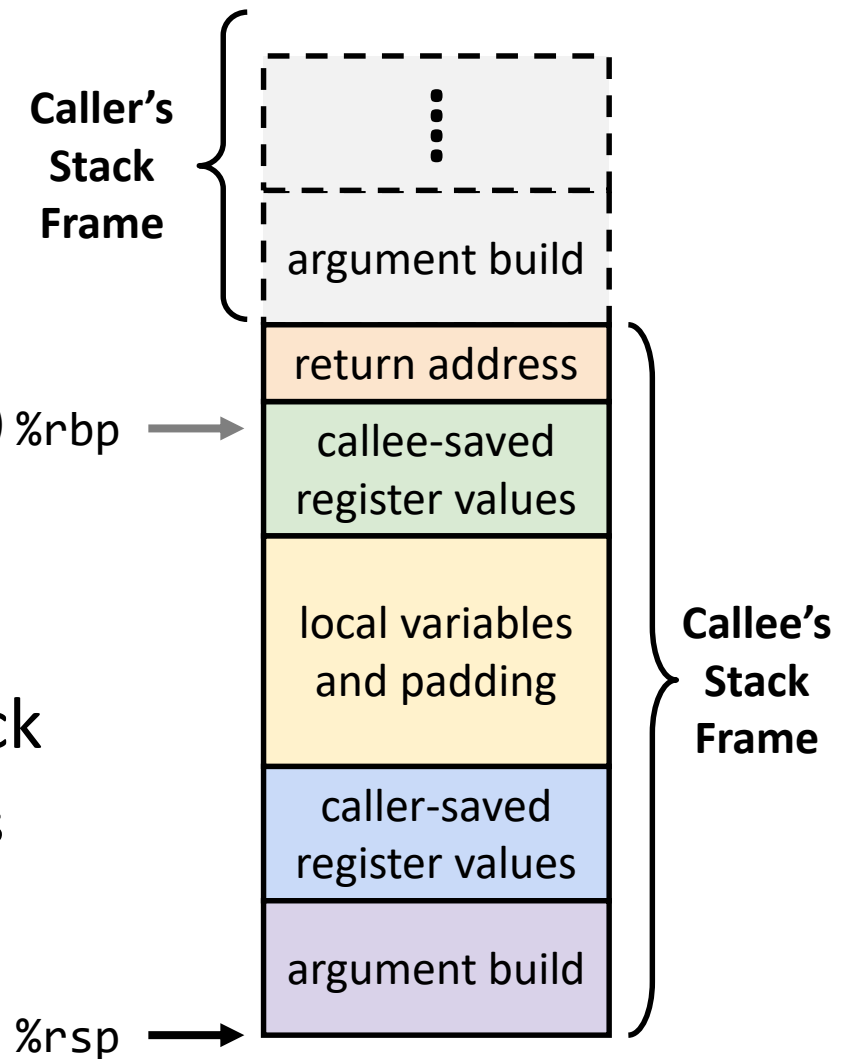 Caller’s
Stack
Frame
argument build
return address
) %rbp
callee-saved
register values
local variables
and padding
Callee’s
Stack
Frame
ck
s
caller-saved
register values
argument build
%rsp